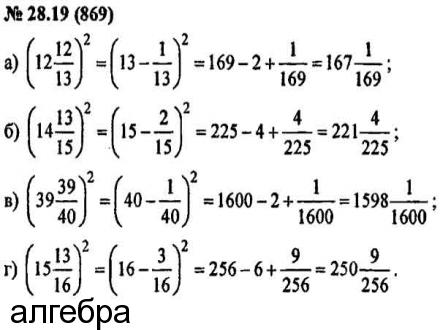 № 28.19 (869)
а) (12 12/13)² = (13 − 1/13)² = 169 − 2 + 1/169 = 167 1/169 ;
б) (14 13/15)² = (15 − 2/15)² = 225 − 4 + 4/225 = 221 4/225 ;
в) (39 39/40)² = (40 − 1/40)² = 1600 − 2 + 1/1600 = 1598 1/1600 ;
г) (15 13/16)² = (16 − 3/16)² = 256 − 6 + 9/256 = 250 9/256 .
алгебра